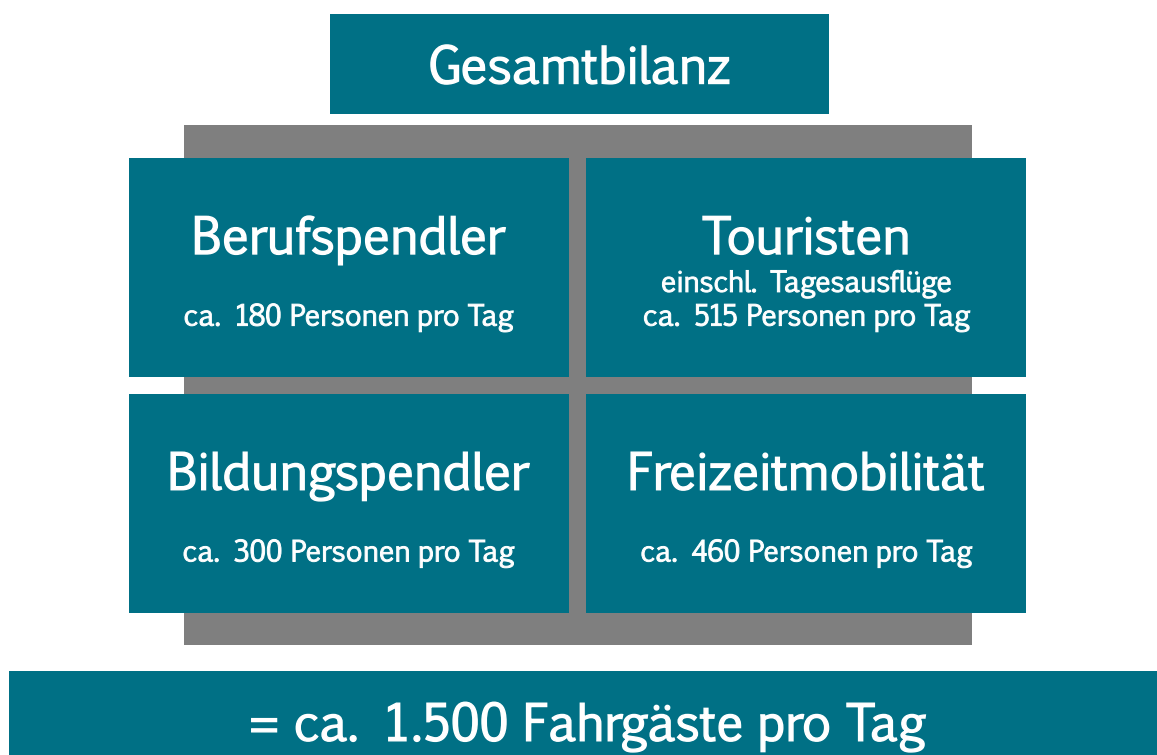 Gesamtbilanz
Berufspendler
ca. 180 Personen pro Tag
Touristen
einschl. Tagesausflüge
ca. 515 Personen pro Tag
Bildungspendler
ca. 300 Personen pro Tag
Freizeitmobilität
ca. 460 Personen pro Tag
= ca. 1.500 Fahrgäste pro Tag